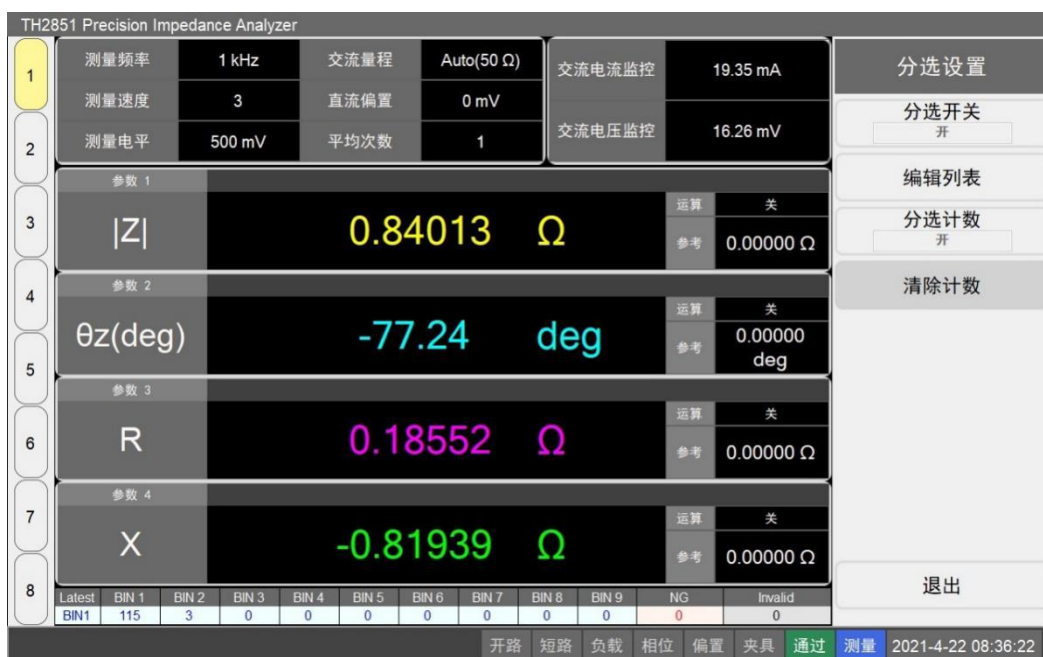 TH2851 Precision Impedance Analyzer
1
2
3
4
5
6
7
8
测量频率 1 kHz 交流量程 Auto(50 Ω)
测量速度 3 直流偏置 0 mV
测量电平 500 mV 平均次数 1
交流电流监控 19.35 mA
交流电压监控 16.26 mV
参数 1
|Z| 0.84013 Ω
运算 关
参考 0.00000 Ω
参数 2
θz(deg) -77.24 deg
运算 关
参考 0.00000
deg
参数 3
R 0.18552 Ω
运算 关
参考 0.00000 Ω
参数 4
X -0.81939 Ω
运算 关
参考 0.00000 Ω
Latest BIN 1 BIN 2 BIN 3 BIN 4 BIN 5 BIN 6 BIN 7 BIN 8 BIN 9 NG Invalid
BIN1 115 3 0 0 0 0 0 0 0 0 0
分选设置
分选开关
开
编辑列表
分选计数
开
清除计数
退出
开路 短路 负载 相位 偏置 夹具 通过 测量 2021-4-22 08:36:22